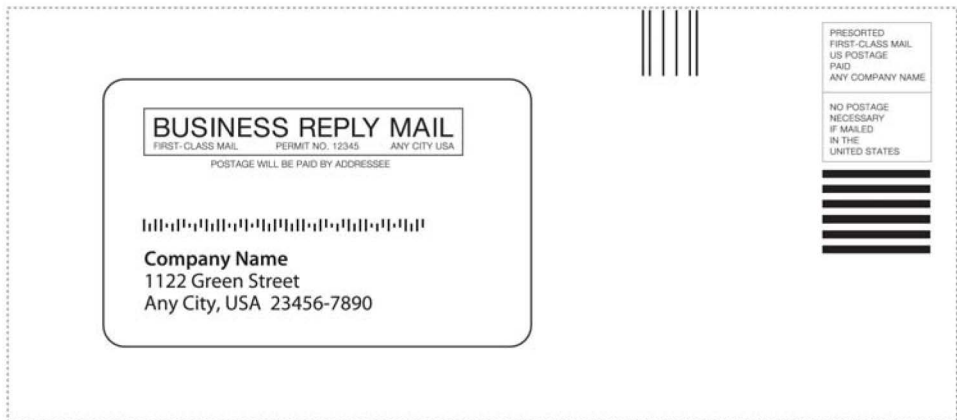 PRESORTED
FIRST-CLASS MAIL
US POSTAGE
PAID
ANY COMPANY NAME
NO POSTAGE
NECESSARY
IF MAILED
IN THE
UNITED STATES
BUSINESS REPLY MAIL
FIRST-CLASS MAIL PERMIT NO. 12345 ANY CITY USA
POSTAGE WILL BE PAID BY ADDRESSEE
Company Name
1122 Green Street
Any City, USA 23456-7890